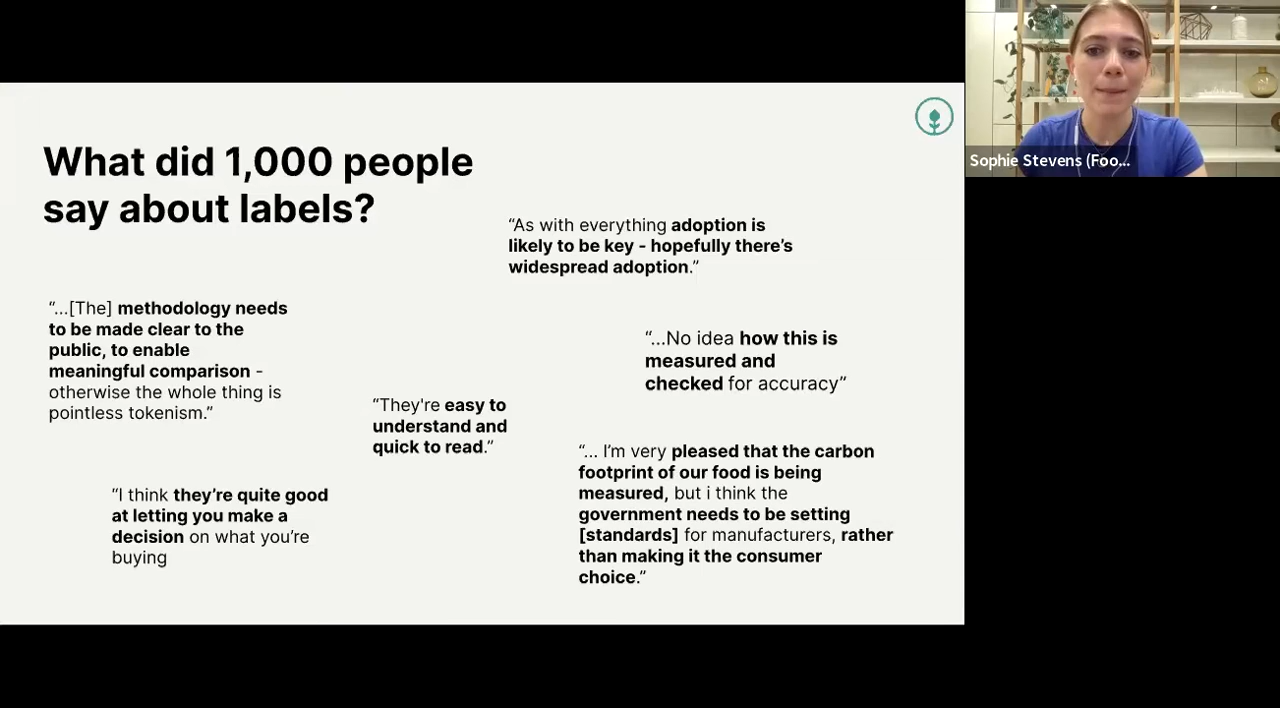 What did 1,000 people
say about labels?
“As with everything adoption is
likely to be key - hopefully there’s
widespread adoption.”
“...[The] methodology needs
to be made clear to the
public, to enable
meaningful comparison -
otherwise the whole thing is
pointless tokenism.”
“...No idea how this is
measured and
checked for accuracy”
“They're easy to
understand and
quick to read.”
“... I’m very pleased that the carbon
footprint of our food is being
measured, but i think the
government needs to be setting
[standards] for manufacturers, rather
than making it the consumer
choice.”
“I think they’re quite good
at letting you make a
decision on what you’re
buying
Sophie Stevens (Foo...